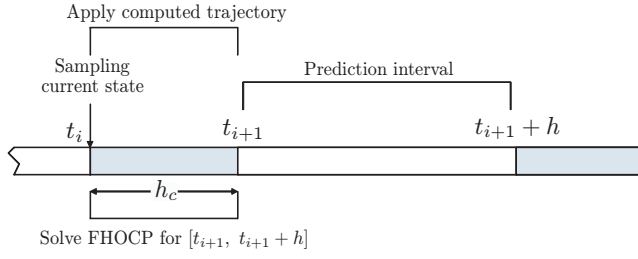 Apply computed trajectory
Sampling
current state
Prediction interval
t_i
t_{i+1}
t_{i+1} + h
h_c
Solve FHOCP for [t_{i+1}, t_{i+1} + h]